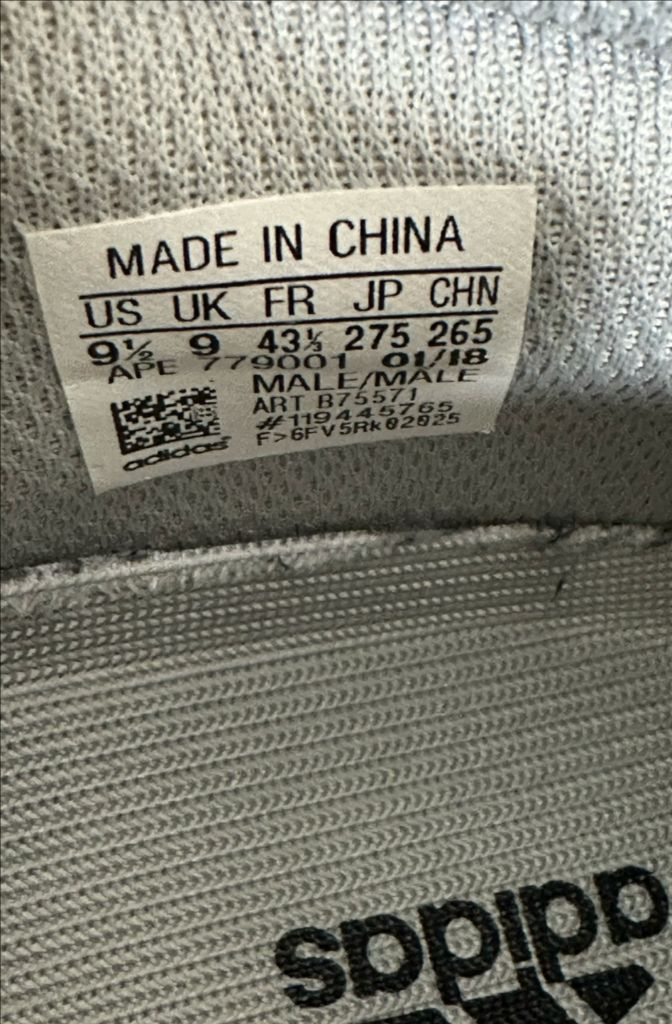 MADE IN CHINA
US UK FR JP CHN
9½ 9 43⅓ 275 265
APE 779001 01/18
MALE/MALE
ART B75571
#119445765
F>6FV5Rk02025
adidas
adidas